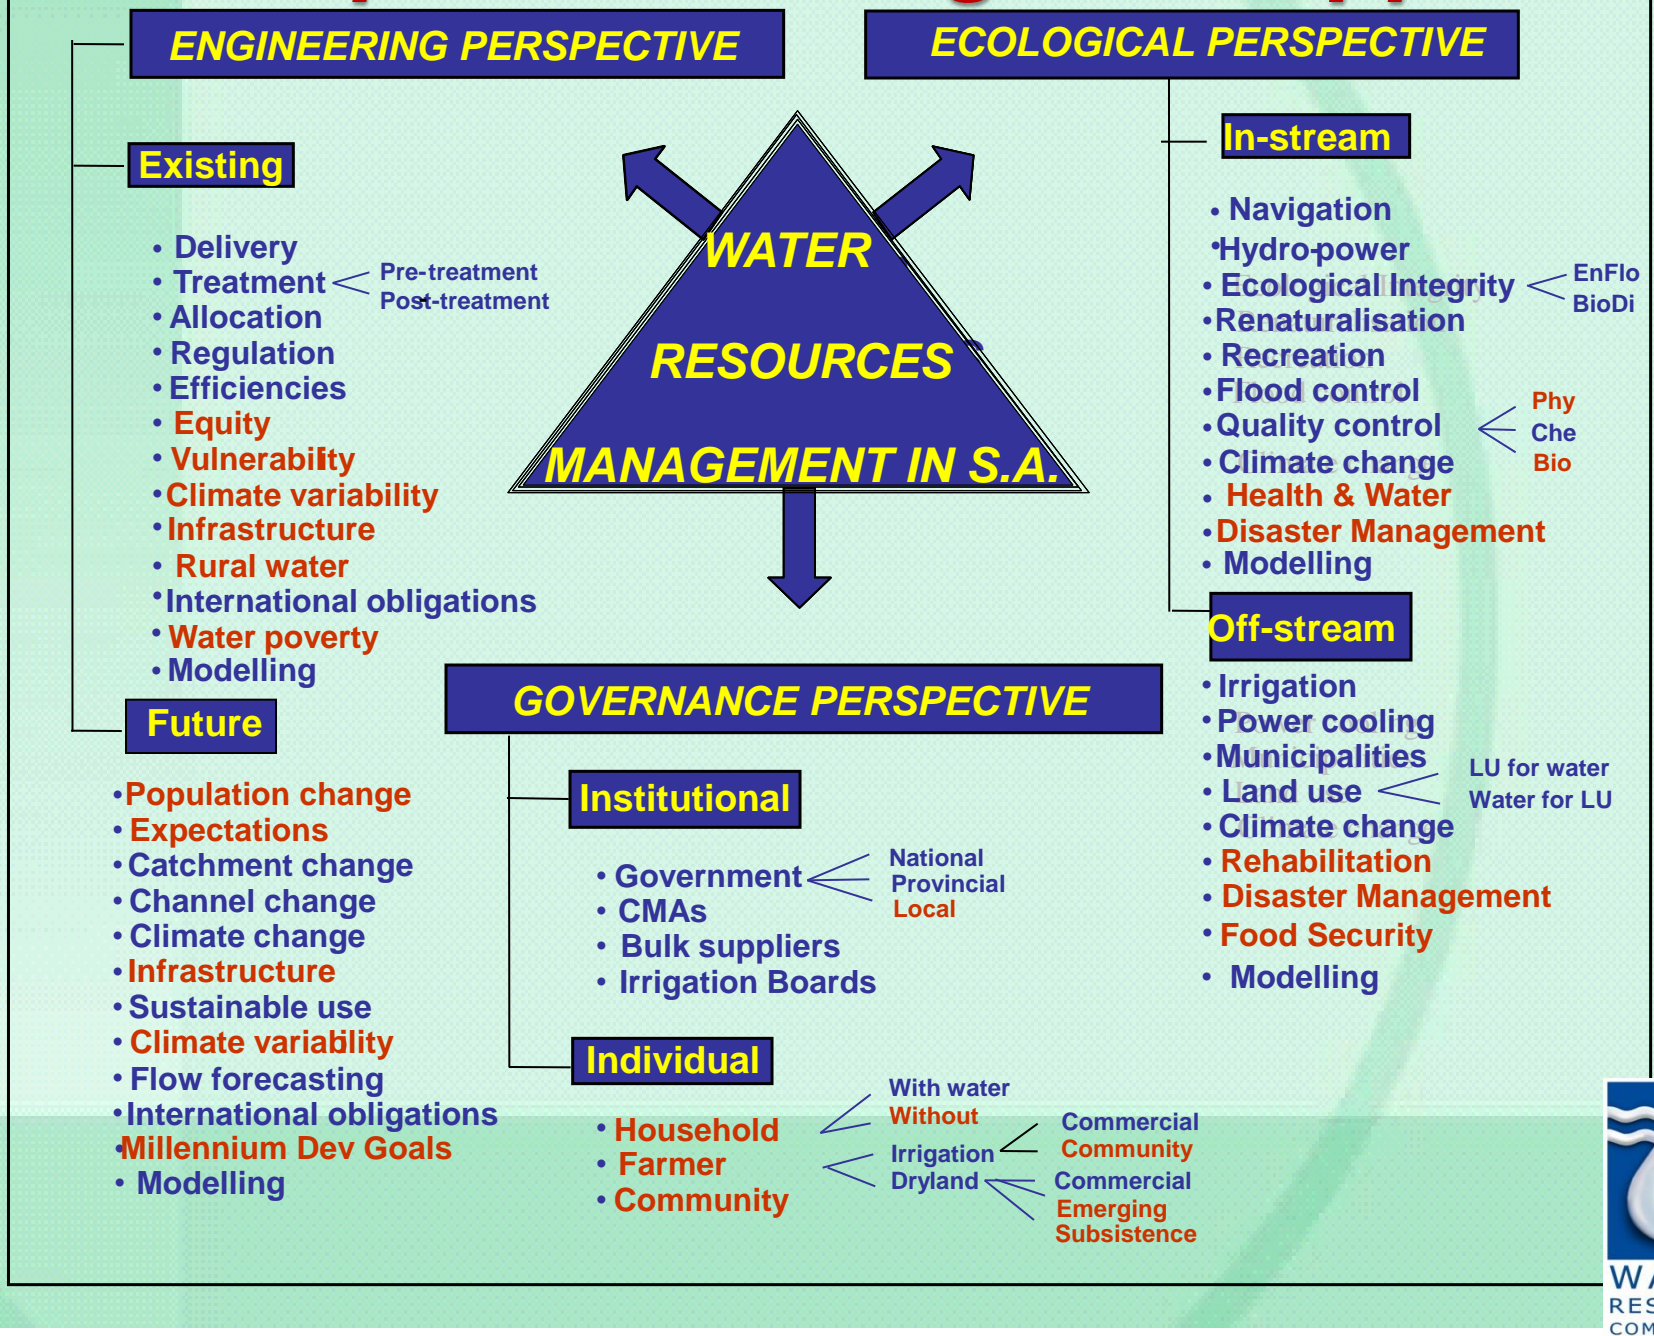 ENGINEERING PERSPECTIVE
Existing
• Delivery
• Treatment
Pre-treatment
Post-treatment
• Allocation
• Regulation
• Efficiencies
• Equity
• Vulnerability
• Climate variability
• Infrastructure
• Rural water
• International obligations
• Water poverty
• Modelling
Future
• Population change
• Expectations
• Catchment change
• Channel change
• Climate change
• Infrastructure
• Sustainable use
• Climate variability
• Flow forecasting
• International obligations
• Millennium Dev Goals
• Modelling
WATER
RESOURCES
MANAGEMENT IN S.A.
GOVERNANCE PERSPECTIVE
Institutional
• Government
National
Provincial
Local
• CMAs
• Bulk suppliers
• Irrigation Boards
Individual
• Household
With water
Without
• Farmer
Irrigation
Commercial
Community
Dryland
Commercial
Emerging
Subsistence
• Community
ECOLOGICAL PERSPECTIVE
In-stream
• Navigation
• Hydro-power
• Ecological Integrity
EnFlo
BioDi
• Renaturalisation
• Recreation
• Flood control
• Quality control
Phy
Che
Bio
• Climate change
• Health & Water
• Disaster Management
• Modelling
Off-stream
• Irrigation
• Power cooling
• Municipalities
• Land use
LU for water
Water for LU
• Climate change
• Rehabilitation
• Disaster Management
• Food Security
• Modelling